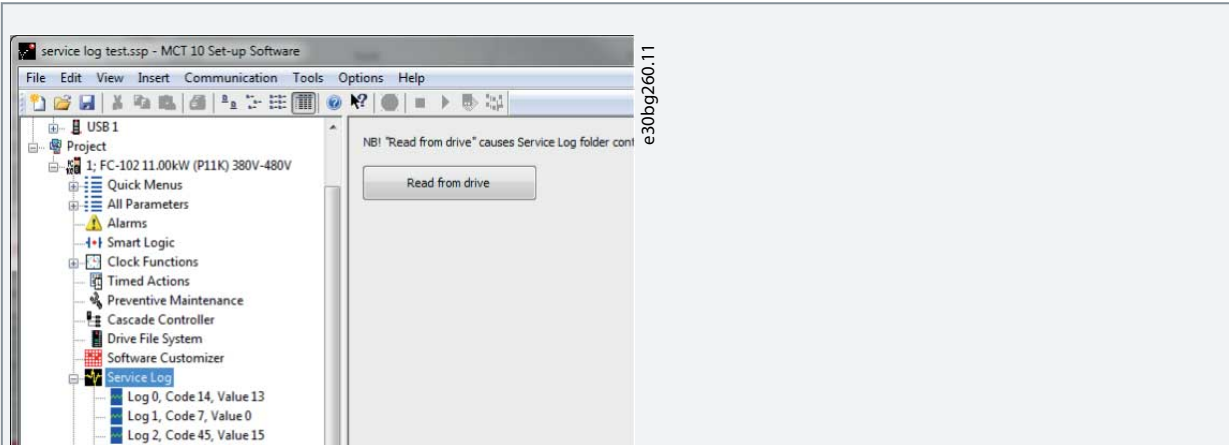 service log test.ssp - MCT 10 Set-up Software
File Edit View Insert Communication Tools Options Help
USB 1
Project
1; FC-102 11.00kW (P11K) 380V-480V
Quick Menus
All Parameters
Alarms
Smart Logic
Clock Functions
Timed Actions
Preventive Maintenance
Cascade Controller
Drive File System
Software Customizer
Service Log
Log 0, Code 14, Value 13
Log 1, Code 7, Value 0
Log 2, Code 45, Value 15
NB! "Read from drive" causes Service Log folder cont
Read from drive
e30bg260.11